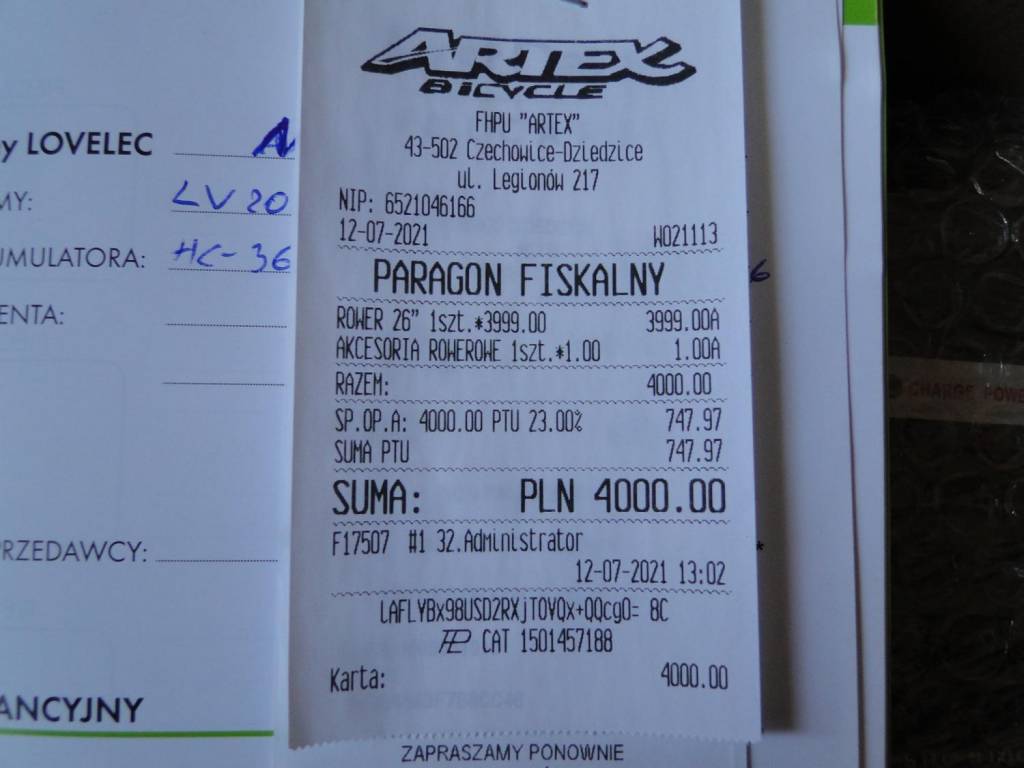 ARTEX
BICYCLE
FHPU "ARTEX"
43-502 Czechowice-Dziedzice
ul. Legionów 217
NIP: 6521046166
12-07-2021 W021113
PARAGON FISKALNY
ROWER 26" 1szt.*3999.00 3999.00A
AKCESORIA ROWEROWE 1szt.*1.00 1.00A
RAZEM: 4000.00
SP.OP.A: 4000.00 PTU 23.00% 747.97
SUMA PTU 747.97
SUMA: PLN 4000.00
F17507 #1 32.Administrator
12-07-2021 13:02
LAFLYBx98USD2RXjTOVQx+QQcgO= 8C
CAT 1501457188
Karta: 4000.00
ZAPRASZAMY PONOWNIE
y LOVELEC A
MY: LV 20
UMULATORA: HC-36
ENTA:
RZEDAWCY:
ANCYJNY
6
CHARGE POWE